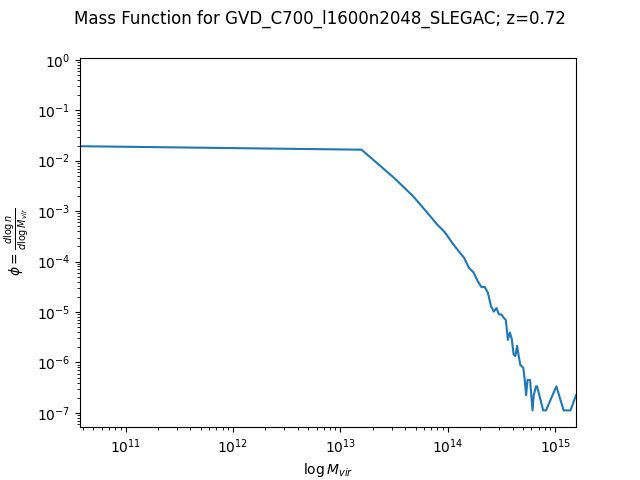 Mass Function for GVD_C700_l1600n2048_SLEGAC; z=0.72
10^0
10^-1
10^-2
10^-3
10^-4
10^-5
10^-6
10^-7
ϕ = d log n / d log M_vir
10^11 10^12 10^13 10^14 10^15
log M_vir